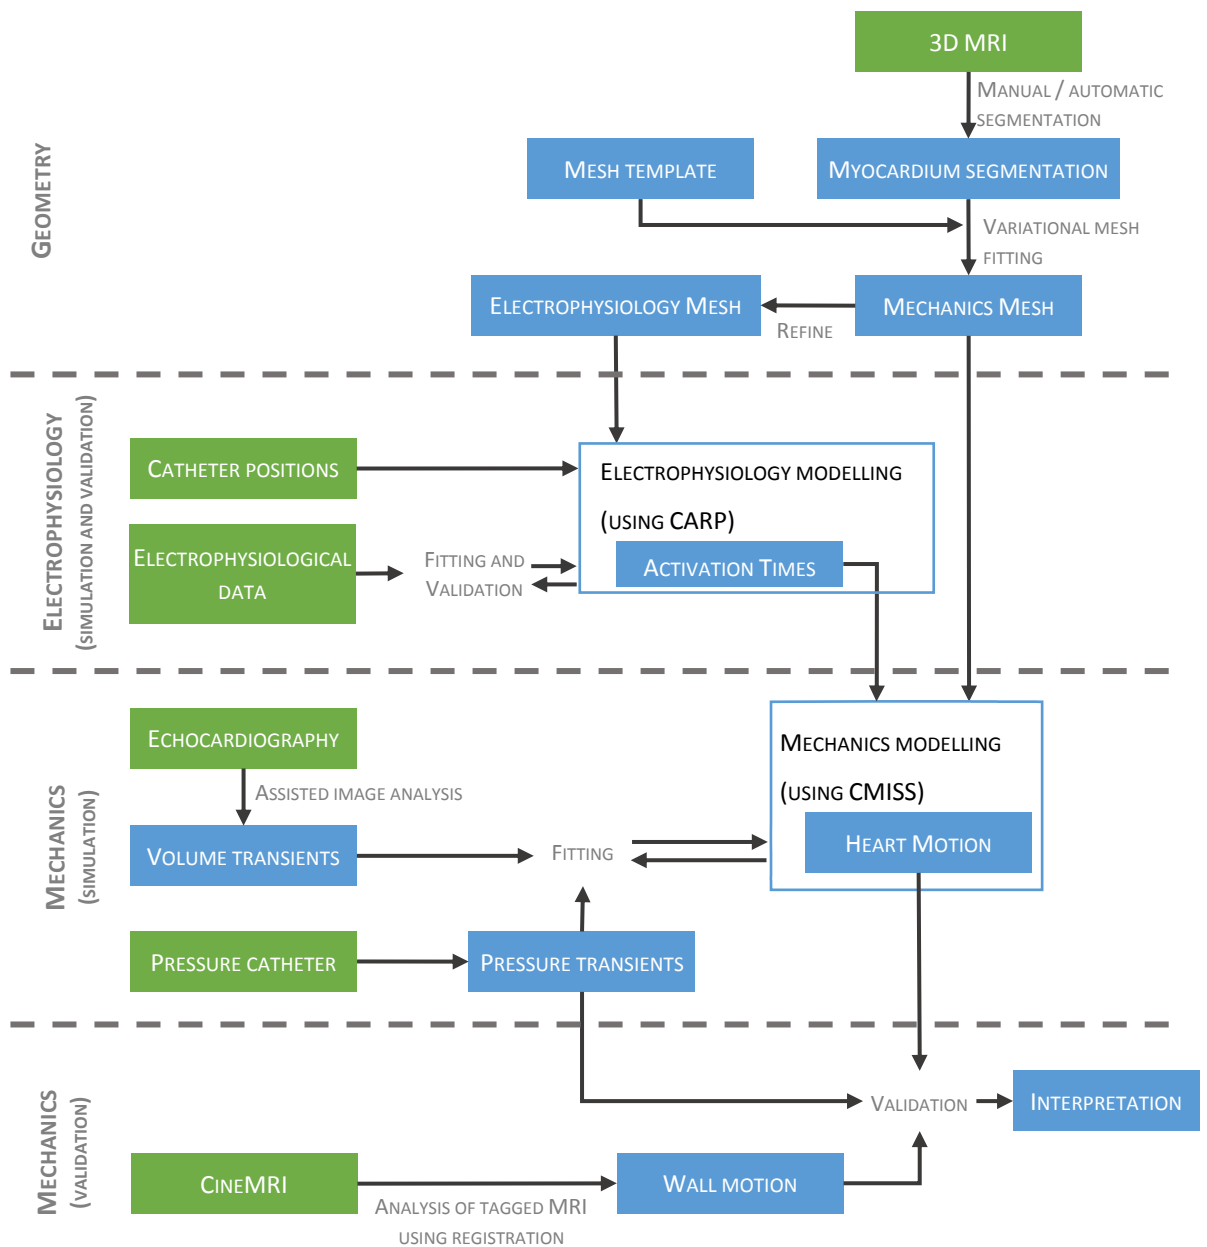 3D MRI
Manual / automatic
segmentation
Geometry
Mesh template
Myocardium segmentation
Variational mesh
fitting
Electrophysiology Mesh
Refine
Mechanics Mesh
Electrophysiology
(simulation and validation)
Catheter positions
Electrophysiology modelling
(using CARP)
Electrophysiological
data
Fitting and
Validation
Activation Times
Mechanics
(simulation)
Echocardiography
Assisted image analysis
Mechanics modelling
(using CMISS)
Volume transients
Fitting
Heart Motion
Pressure catheter
Pressure transients
Mechanics
(validation)
Validation
Interpretation
CineMRI
Analysis of tagged MRI
using registration
Wall motion